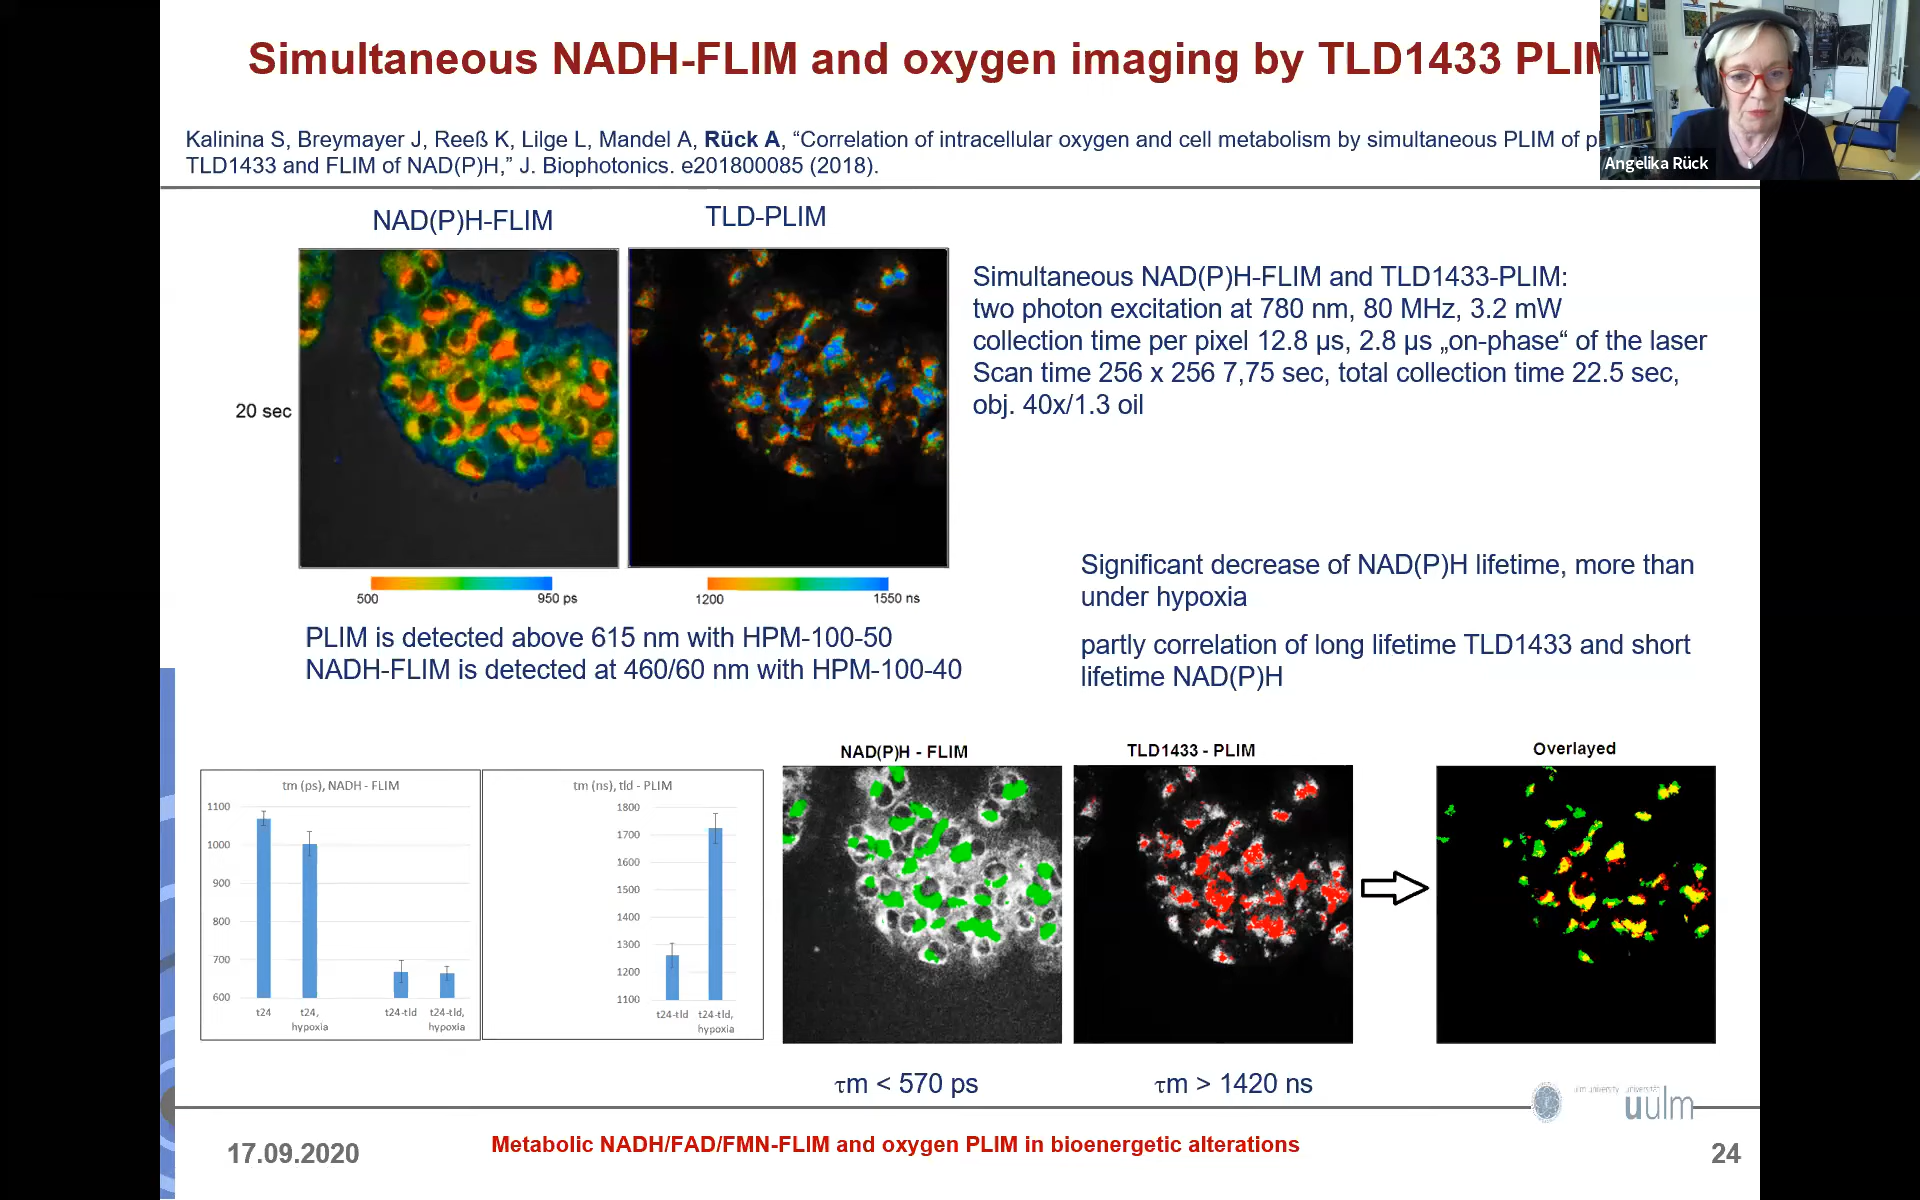 Simultaneous NADH-FLIM and oxygen imaging by TLD1433 PLIM
Kalinina S, Breymayer J, Reeß K, Lilge L, Mandel A, Rück A, “Correlation of intracellular oxygen and cell metabolism by simultaneous PLIM of
TLD1433 and FLIM of NAD(P)H,” J. Biophotonics. e201800085 (2018).
Angelika Rück
NAD(P)H-FLIM
TLD-PLIM
20 sec
500
950 ps
1200
1550 ns
Simultaneous NAD(P)H-FLIM and TLD1433-PLIM:
two photon excitation at 780 nm, 80 MHz, 3.2 mW
collection time per pixel 12.8 µs, 2.8 µs „on-phase“ of the laser
Scan time 256 x 256 7,75 sec, total collection time 22.5 sec,
obj. 40x/1.3 oil
PLIM is detected above 615 nm with HPM-100-50
NADH-FLIM is detected at 460/60 nm with HPM-100-40
Significant decrease of NAD(P)H lifetime, more than
under hypoxia
partly correlation of long lifetime TLD1433 and short
lifetime NAD(P)H
tm (ps), NADH - FLIM
1100
1000
900
800
700
600
t24
t24,
hypoxia
t24-tld
t24-tld,
hypoxia
tm (ns), tld - PLIM
1800
1700
1600
1500
1400
1300
1200
1100
t24-tld
t24-tld,
hypoxia
NAD(P)H - FLIM
TLD1433 - PLIM
Overlayed
τm < 570 ps
τm > 1420 ns
ulm university universität
uulm
17.09.2020
Metabolic NADH/FAD/FMN-FLIM and oxygen PLIM in bioenergetic alterations
24